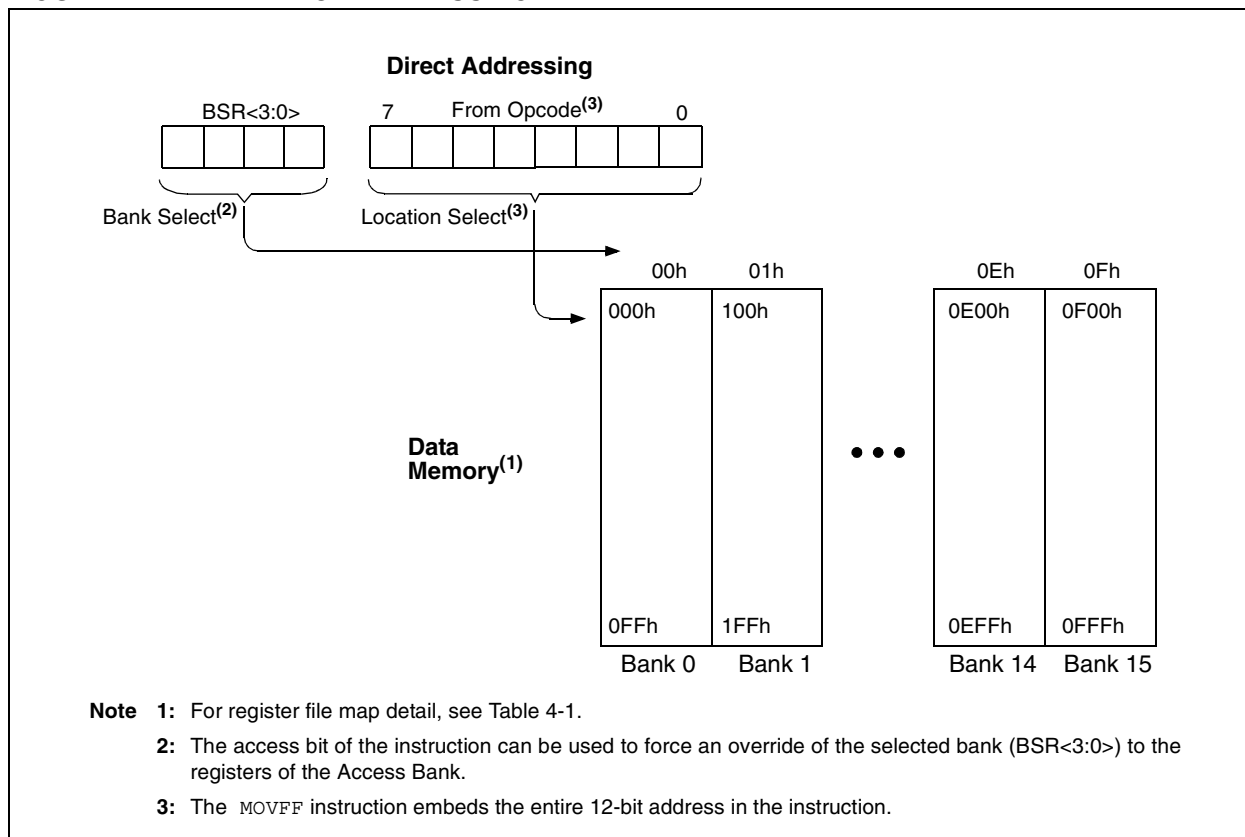 Direct Addressing
BSR<3:0> 7 From Opcode(3) 0
Bank Select(2) Location Select(3)
00h 01h 0Eh 0Fh
000h 100h 0E00h 0F00h
Data
Memory(1)
0FFh 1FFh 0EFFh 0FFFh
Bank 0 Bank 1 Bank 14 Bank 15
Note 1: For register file map detail, see Table 4-1.
2: The access bit of the instruction can be used to force an override of the selected bank (BSR<3:0>) to the
registers of the Access Bank.
3: The MOVFF instruction embeds the entire 12-bit address in the instruction.